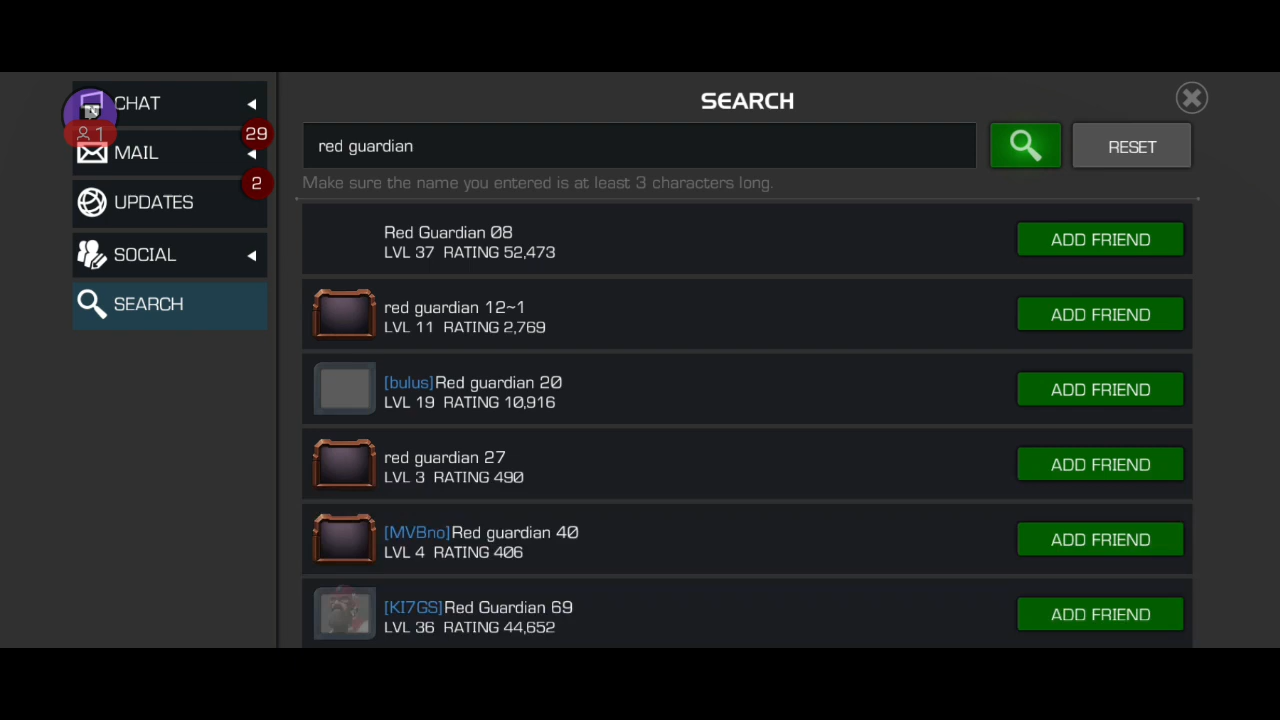 CHAT
1
29
MAIL
2
UPDATES
SOCIAL
SEARCH
SEARCH
red guardian
RESET
Make sure the name you entered is at least 3 characters long.
Red Guardian 08
LVL 37 RATING 52,473
ADD FRIEND
red guardian 12~1
LVL 11 RATING 2,769
ADD FRIEND
[bulus]Red guardian 20
LVL 19 RATING 10,916
ADD FRIEND
red guardian 27
LVL 3 RATING 490
ADD FRIEND
[MVBno]Red guardian 40
LVL 4 RATING 406
ADD FRIEND
[KI7GS]Red Guardian 69
LVL 36 RATING 44,652
ADD FRIEND